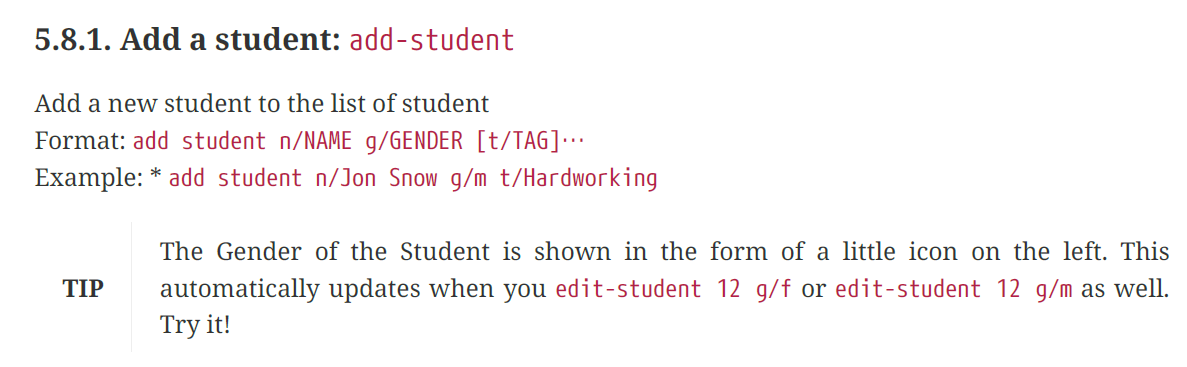 5.8.1. Add a student: add-student
Add a new student to the list of student
Format: add student n/NAME g/GENDER [t/TAG]…
Example: * add student n/Jon Snow g/m t/Hardworking
The Gender of the Student is shown in the form of a little icon on the left. This
TIP
automatically updates when you edit-student 12 g/f or edit-student 12 g/m as well.
Try it!